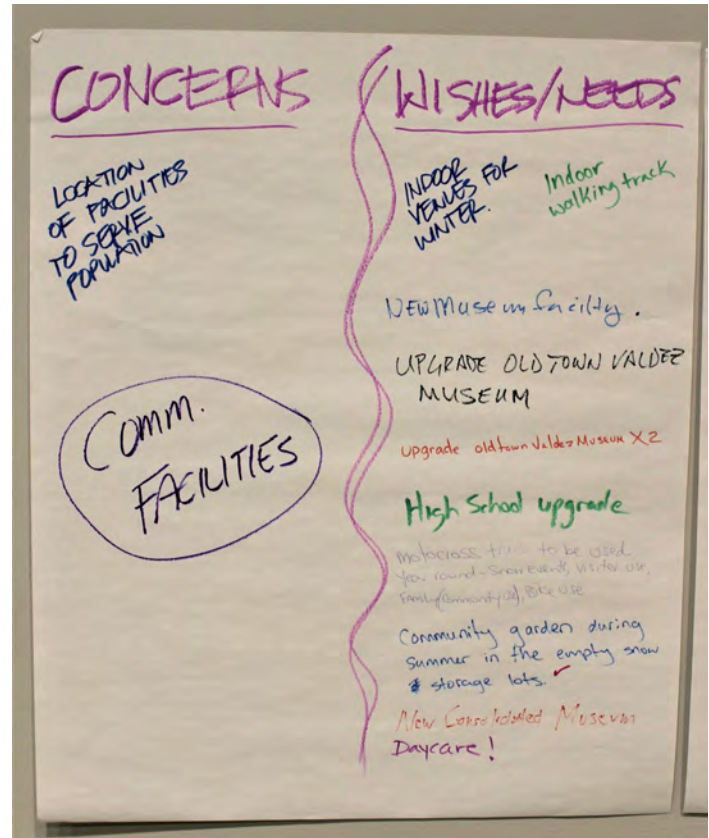 CONCERNS
LOCATION
OF FACILITIES
TO SERVE
POPULATION
Comm.
FACILITIES
WISHES/NEEDS
INDOOR
VENUES FOR
WINTER.
Indoor
walking track
NEW Museum facilty.
UPGRADE OLD TOWN VALDEZ
MUSEUM
upgrade old town Valdez Museum X2
High School upgrade
motocross to be used
year round - snow events, visitor use,
Family/community use, Bike use
Community garden during
summer in the empty snow
storage lots. ✓
New Consolidated Museum
Daycare!